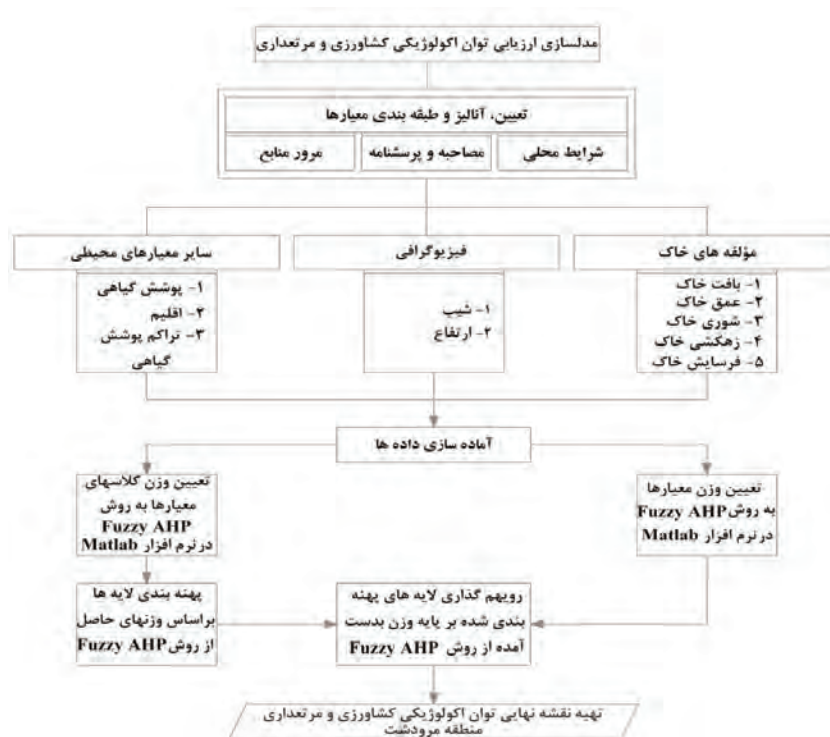 مدلسازی ارزیابی توان اکولوژیکی کشاورزی و مرتعداری
تعیین، آنالیز و طبقه بندی معیارها
شرایط محلی
مصاحبه و پرسشنامه
مرور منابع
مؤلفه های خاک
۱- بافت خاک
۲- عمق خاک
۳- شوری خاک
۴- زهکشی خاک
۵- فرسایش خاک
فیزیوگرافی
۱- شیب
۲- ارتفاع
سایر معیارهای محیطی
۱- پوشش گیاهی
۲- اقلیم
۳- تراکم پوشش
گیاهی
آماده سازی داده ها
تعیین وزن معیارها
به روش Fuzzy AHP
در نرم افزار Matlab
تعیین وزن کلاسهای
معیارها به روش
Fuzzy AHP
در نرم افزار Matlab
پهنه بندی لایه ها
براساس وزنهای حاصل
از روش Fuzzy AHP
رویهم گذاری لایه های پهنه
بندی شده بر پایه وزن بدست
آمده از روش Fuzzy AHP
تهیه نقشه نهایی توان اکولوژیکی کشاورزی و مرتعداری
منطقه مرودشت